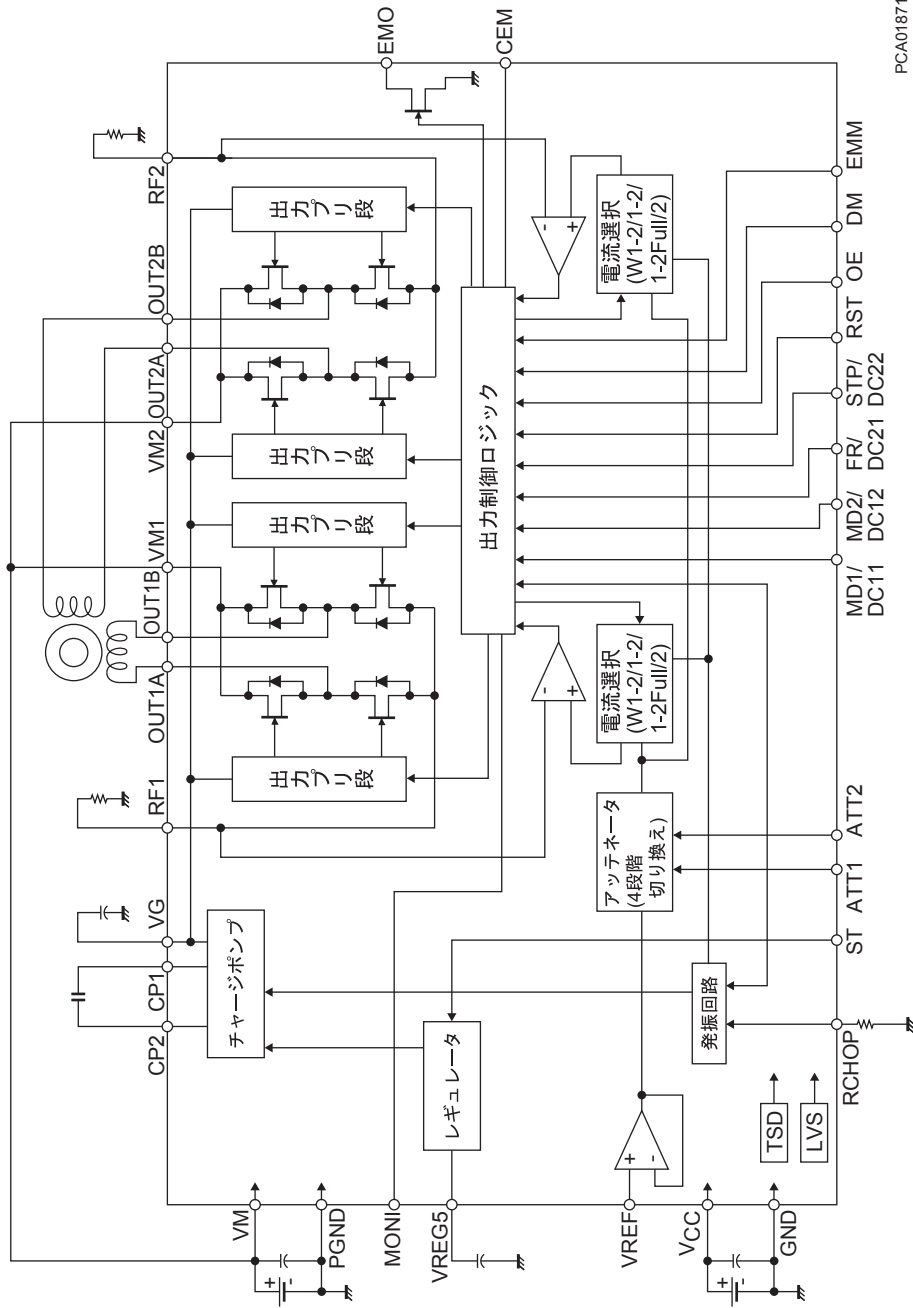 PCA01871
CP2
CP1
VG
RF1
OUT1A
OUT1B
VM1
VM2
OUT2A
OUT2B
RF2
EMO
CEM
チャージポンプ
出力プリ段
出力プリ段
出力プリ段
出力プリ段
VM
+
-
PGND
MONI
VREG5
レギュレータ
VREF
+
-
VCC
+
-
GND
TSD
LVS
発振回路
アッテネータ
(4段階
切り換え)
電流選択
(W1-2/1-2/
1-2Full/2)
-
+
出力制御ロジック
-
+
電流選択
(W1-2/1-2/
1-2Full/2)
RCHOP
ST
ATT1
ATT2
MD1/
DC11
MD2/
DC12
FR/
DC21
STP/
DC22
RST
OE
DM
EMM